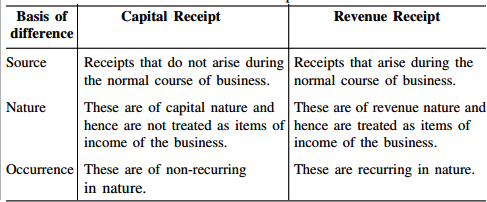 Basis of Capital Receipt Revenue Receipt
difference
Source Receipts that do not arise during Receipts that arise during the
the normal course of business. normal course of business.
Nature These are of capital nature and These are of revenue nature and
hence are not treated as items of hence are treated as items of
income of the business. income of the business.
Occurrence These are of non-recurring These are recurring in nature.
in nature.